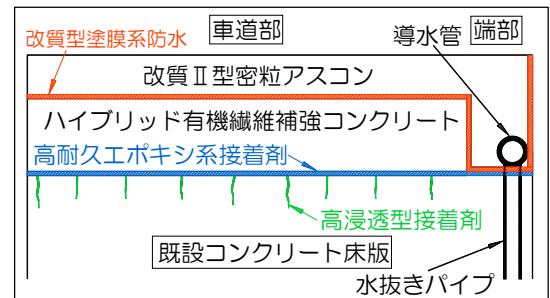 車道部
導水管
端部
改質型塗膜系防水
改質Ⅱ型密粒アスコン
ハイブリッド有機繊維補強コンクリート
高耐久エポキシ系接着剤
高浸透型接着剤
既設コンクリート床版
水抜きパイプ